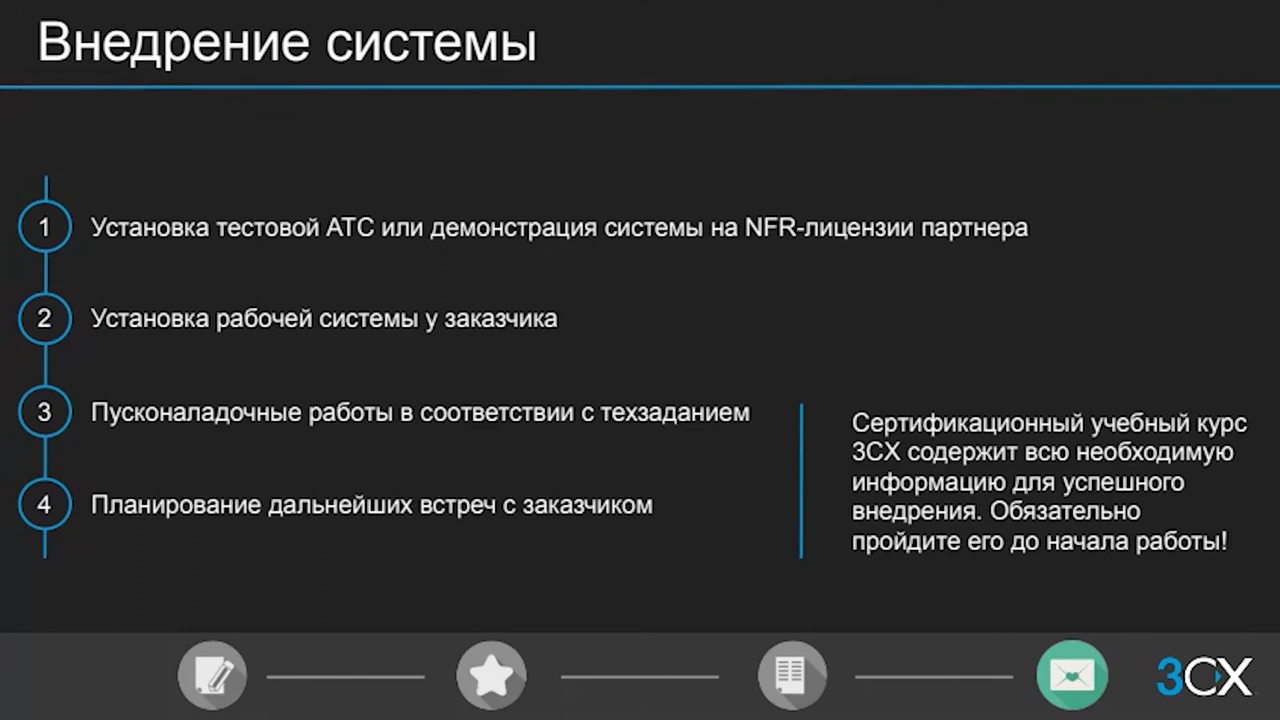 Внедрение системы
1
Установка тестовой АТС или демонстрация системы на NFR-лицензии партнера
2
Установка рабочей системы у заказчика
3
Пусконаладочные работы в соответствии с техзаданием
4
Планирование дальнейших встреч с заказчиком
Сертификационный учебный курс
3CX содержит всю необходимую
информацию для успешного
внедрения. Обязательно
пройдите его до начала работы!
3CX